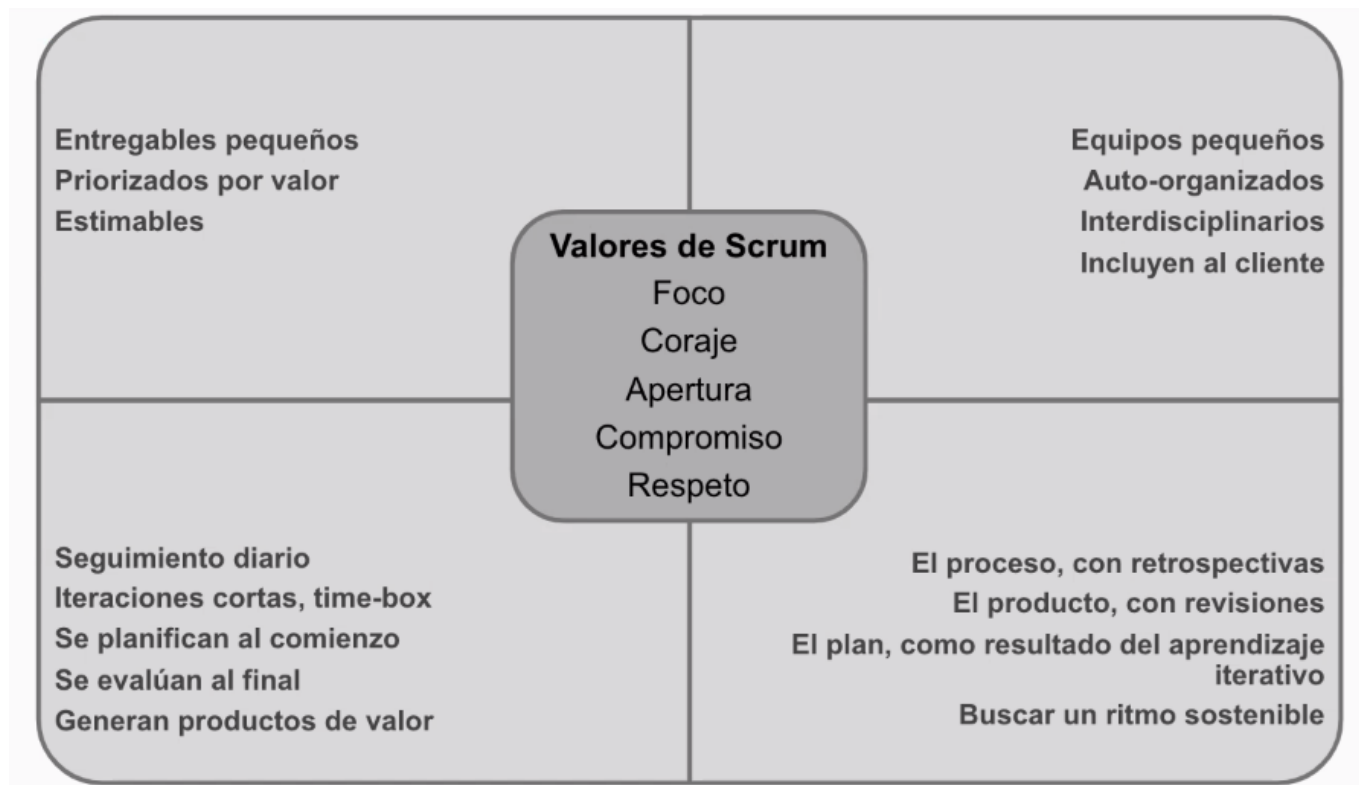 Entregables pequeños
Priorizados por valor
Estimables
Equipos pequeños
Auto-organizados
Interdisciplinarios
Incluyen al cliente
Valores de Scrum
Foco
Coraje
Apertura
Compromiso
Respeto
Seguimiento diario
Iteraciones cortas, time-box
Se planifican al comienzo
Se evalúan al final
Generan productos de valor
El proceso, con retrospectivas
El producto, con revisiones
El plan, como resultado del aprendizaje
iterativo
Buscar un ritmo sostenible